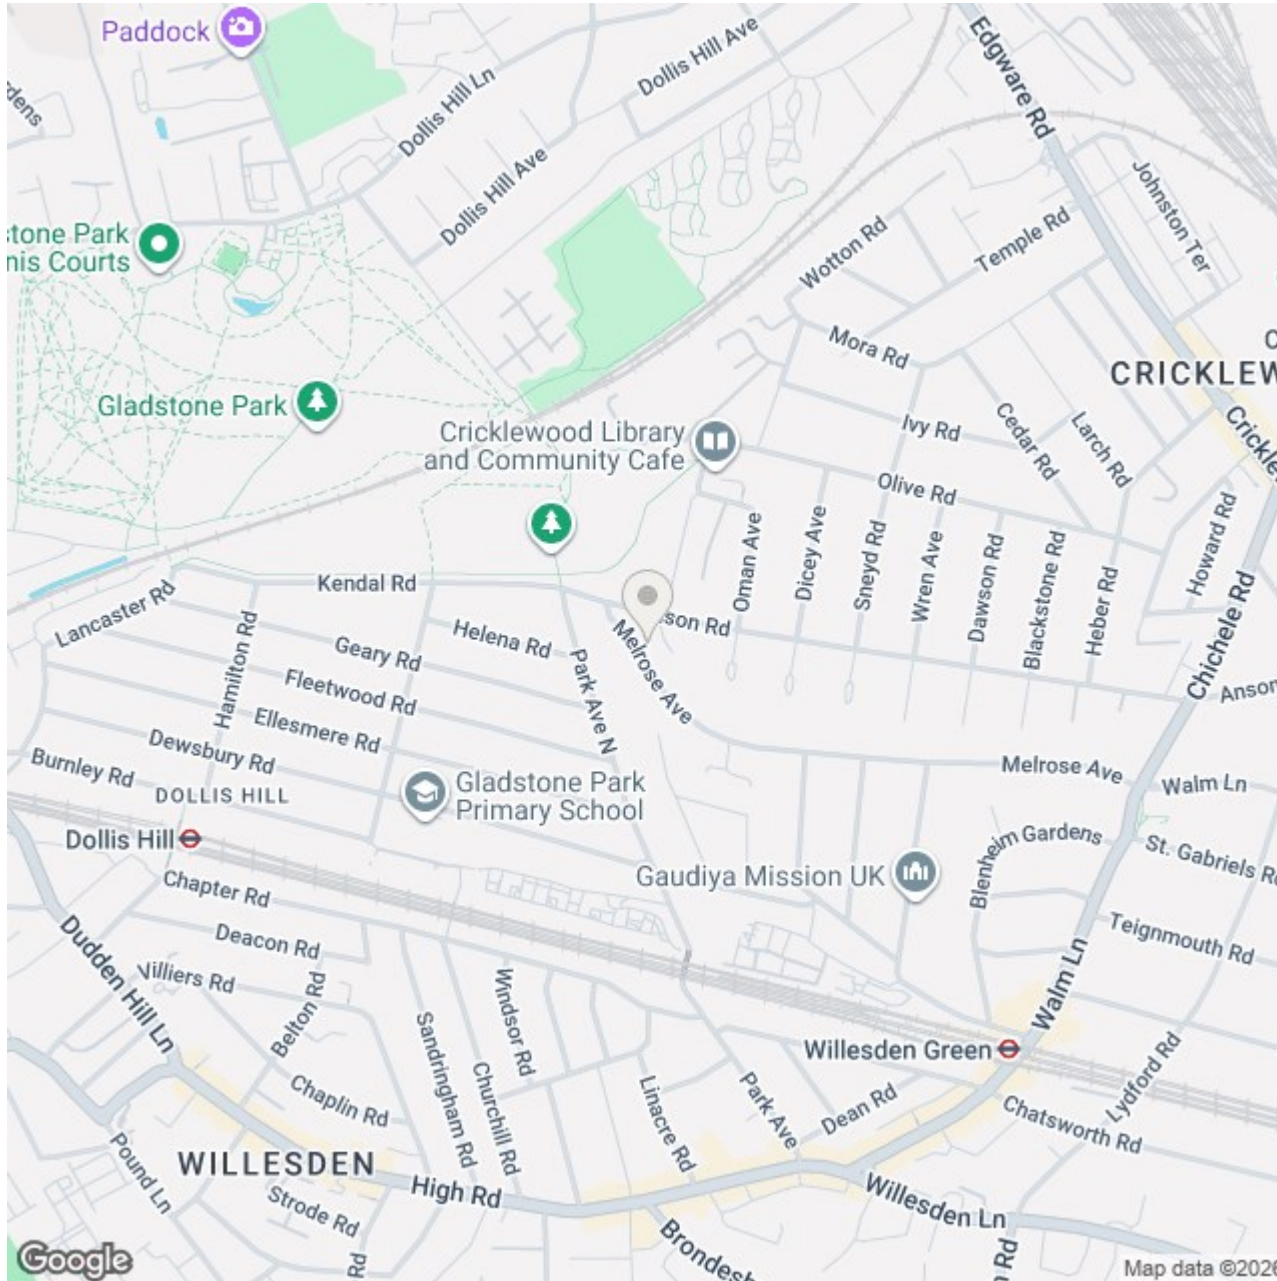 Paddock
Dollis Hill Ave
Edgware Rd
dens
Dollis Hill Ln
Dollis Hill Ave
Johnston Ter
stone Park
nis Courts
Wotton Rd
Temple Rd
Mora Rd
CRICKLEW
Gladstone Park
Cricklewood Library
and Community Cafe
Ivy Rd
Cedar Rd
Larch Rd
Olive Rd
Oman Ave
Dicey Ave
Sneyd Rd
Wren Ave
Dawson Rd
Blackstone Rd
Heber Rd
Howard Rd
Chichele Rd
Kendal Rd
Lancaster Rd
Hamilton Rd
Helena Rd
son Rd
Geary Rd
Melrose Ave
Park Ave N
Fleetwood Rd
Ellesmere Rd
Anson
Dewsbury Rd
Burnley Rd
Melrose Ave
Walm Ln
DOLLIS HILL
Gladstone Park
Primary School
Dollis Hill
Blenheim Gardens
St. Gabriels Rd
Gaudiya Mission UK
Chapter Rd
Teignmouth Rd
Deacon Rd
Dudden Hill Ln
Villiers Rd
Belton Rd
Windsor Rd
Walm Ln
Sandringham Rd
Churchill Rd
Willesden Green
Lydford Rd
Chaplin Rd
Linacre Rd
Park Ave
Dean Rd
Chatsworth Rd
Pound Ln
WILLESDEN
High Rd
Strode Rd
Willesden Ln
Rd
Brondesb
Rd
Google
Map data ©2026